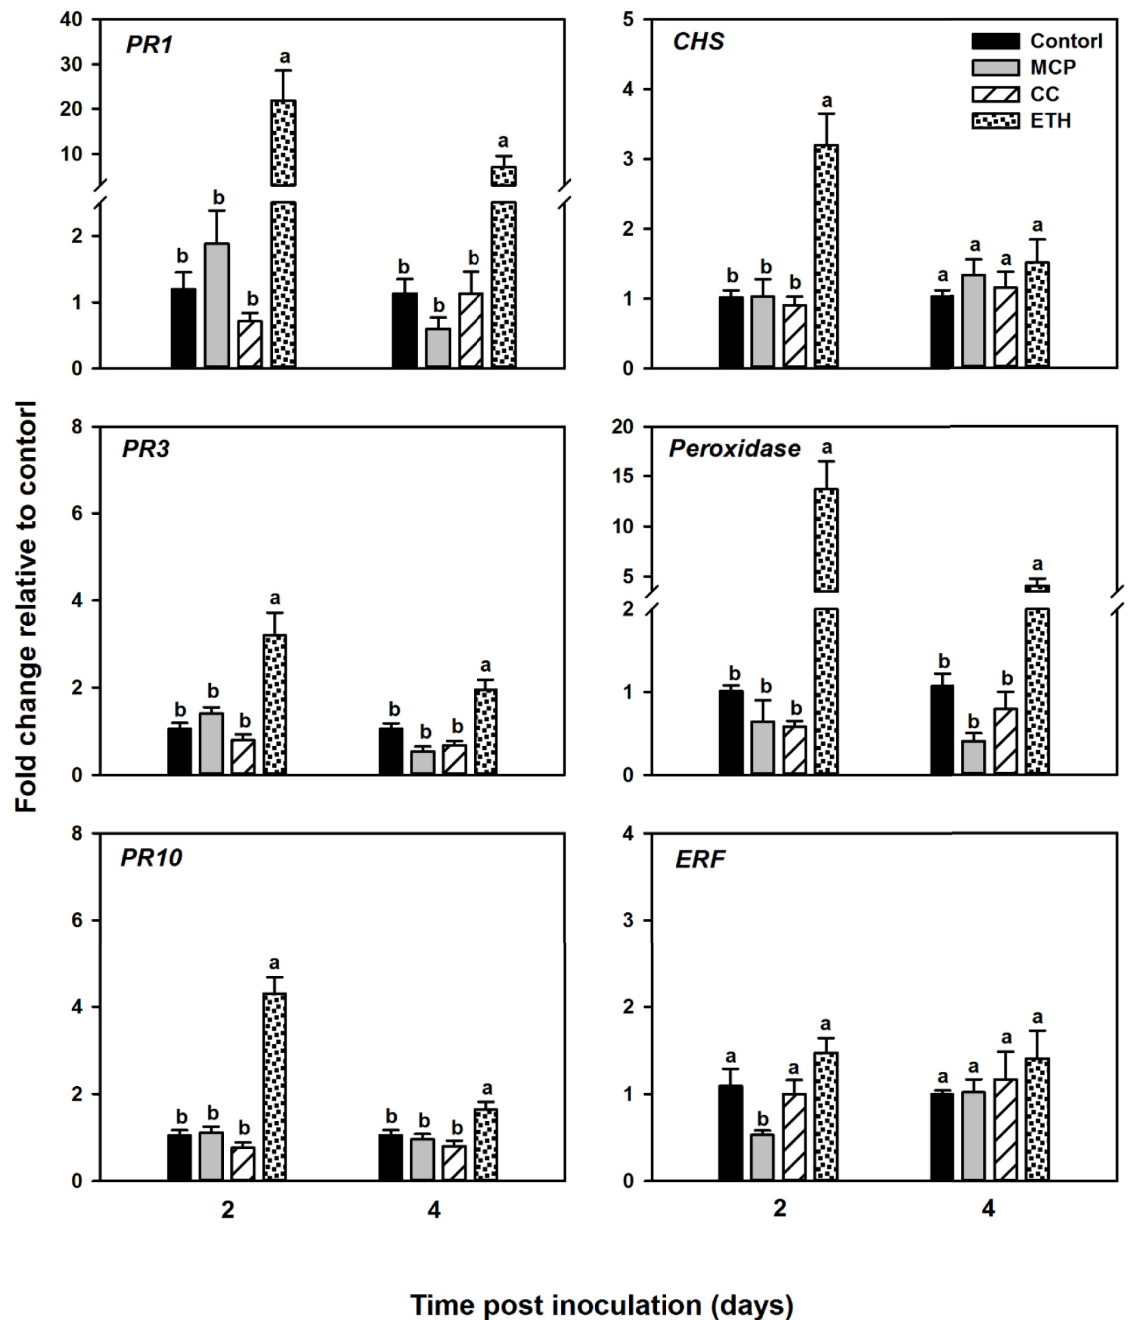 Fold change relative to contorl
PR1
40
30
20
10
2
1
0
b
b
b
a
b
b
b
a
CHS
Contorl
MCP
CC
ETH
5
4
3
2
1
0
b
b
b
a
a
a
a
a
PR3
8
6
4
2
0
b
b
b
a
b
b
b
a
Peroxidase
20
15
10
5
2
1
0
b
b
b
a
b
b
b
a
PR10
8
6
4
2
0
b
b
b
a
b
b
b
a
2
4
ERF
4
3
2
1
0
a
b
a
a
a
a
a
a
2
4
Time post inoculation (days)